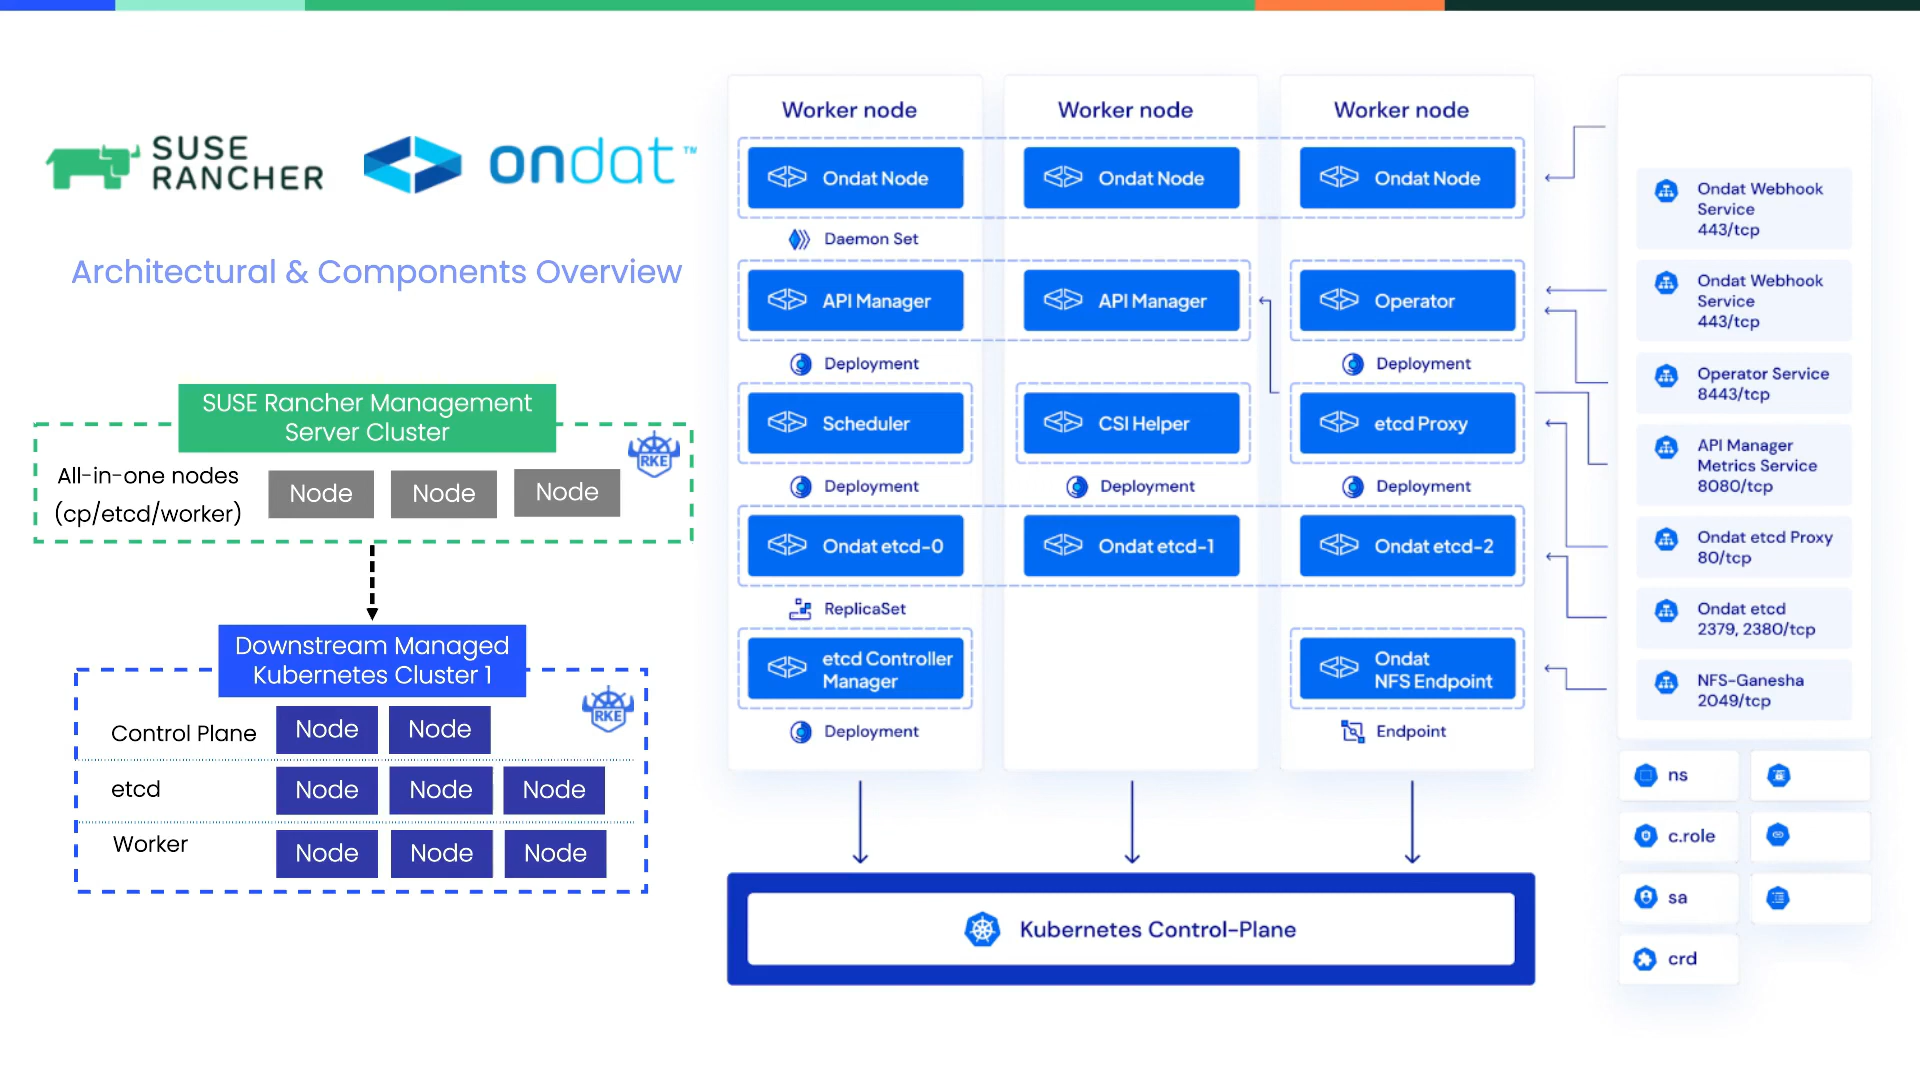 SUSE
RANCHER
ondat™
Architectural & Components Overview
SUSE Rancher Management
Server Cluster
All-in-one nodes
(cp/etcd/worker)
Node
Node
Node
RKE
Downstream Managed
Kubernetes Cluster 1
RKE
Control Plane
Node
Node
etcd
Node
Node
Node
Worker
Node
Node
Node
Worker node
Worker node
Worker node
Ondat Node
Ondat Node
Ondat Node
Daemon Set
API Manager
API Manager
Operator
Deployment
Deployment
Scheduler
CSI Helper
etcd Proxy
Deployment
Deployment
Deployment
Ondat etcd-0
Ondat etcd-1
Ondat etcd-2
ReplicaSet
etcd Controller
Manager
Ondat
NFS Endpoint
Deployment
Endpoint
Kubernetes Control-Plane
Ondat Webhook
Service
443/tcp
Ondat Webhook
Service
443/tcp
Operator Service
8443/tcp
API Manager
Metrics Service
8080/tcp
Ondat etcd Proxy
80/tcp
Ondat etcd
2379, 2380/tcp
NFS-Ganesha
2049/tcp
ns
c.role
sa
crd